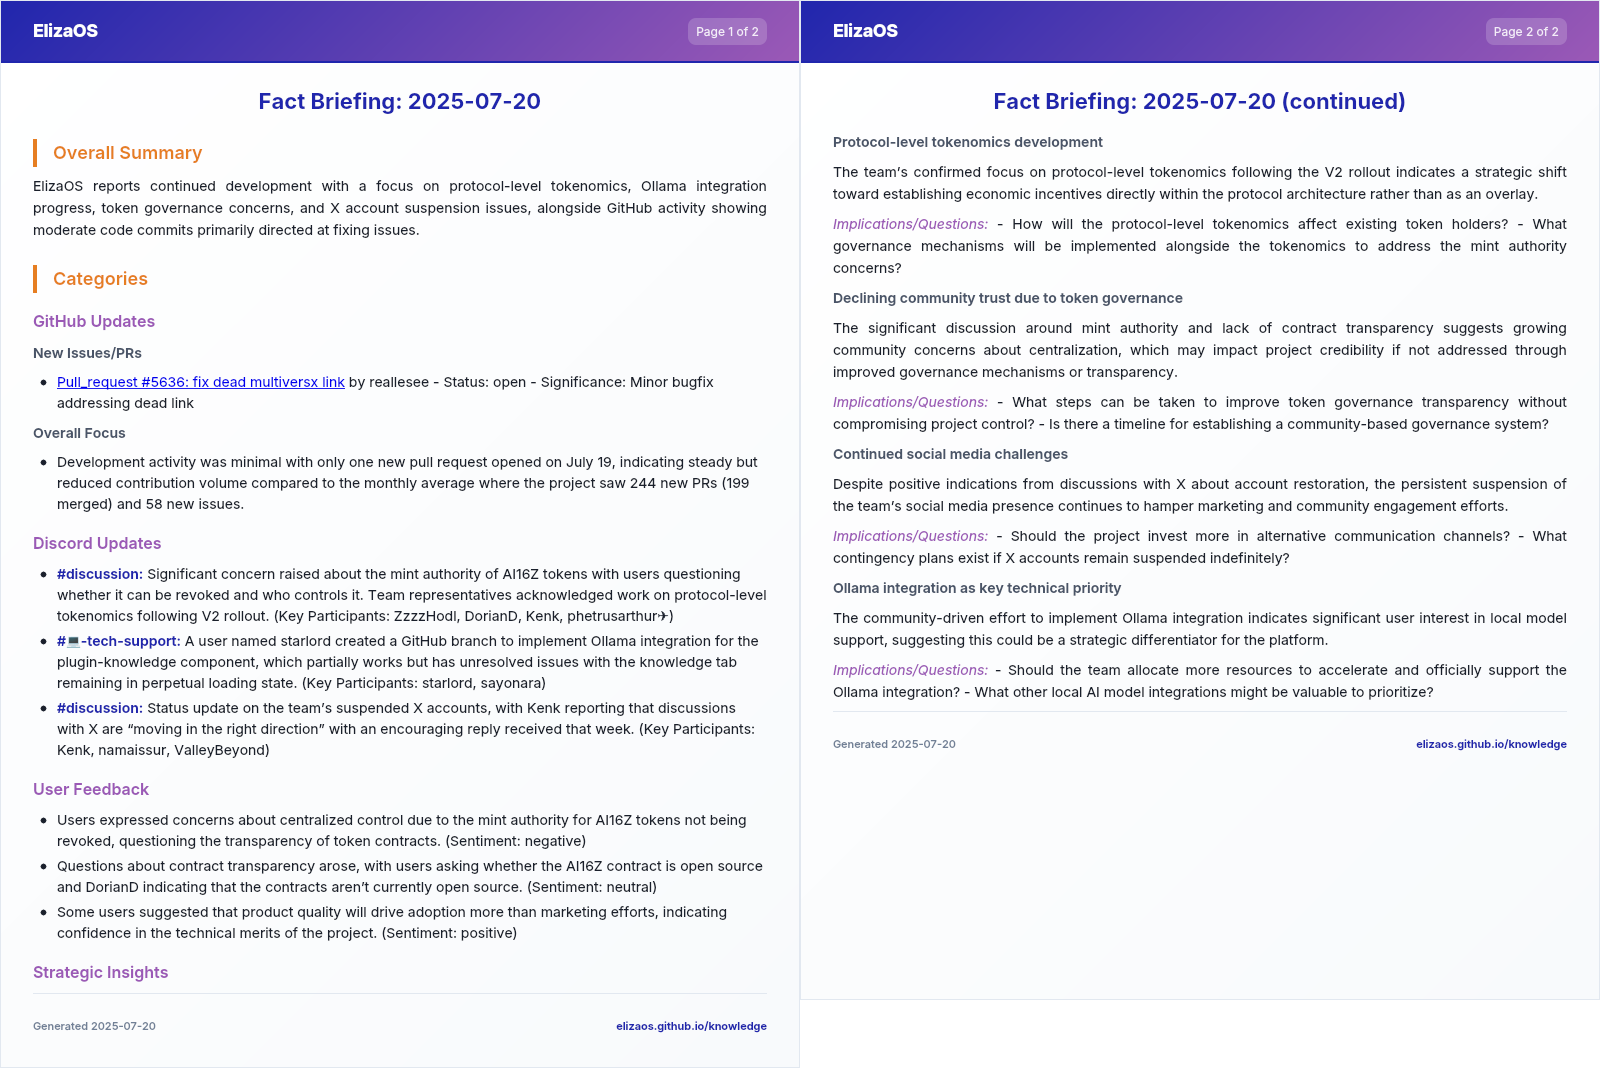 ElizaOS
Page 1 of 2
Fact Briefing: 2025-07-20
Overall Summary
ElizaOS reports continued development with a focus on protocol-level tokenomics, Ollama integration
progress, token governance concerns, and X account suspension issues, alongside GitHub activity showing
moderate code commits primarily directed at fixing issues.
Categories
GitHub Updates
New Issues/PRs
• Pull_request #5636: fix dead multiversx link by reallesee - Status: open - Significance: Minor bugfix
addressing dead link
Overall Focus
• Development activity was minimal with only one new pull request opened on July 19, indicating steady but
reduced contribution volume compared to the monthly average where the project saw 244 new PRs (199
merged) and 58 new issues.
Discord Updates
• #discussion: Significant concern raised about the mint authority of AI16Z tokens with users questioning
whether it can be revoked and who controls it. Team representatives acknowledged work on protocol-level
tokenomics following V2 rollout. (Key Participants: ZzzzHodl, DorianD, Kenk, phetrusarthur✈)
• #💻-tech-support: A user named starlord created a GitHub branch to implement Ollama integration for the
plugin-knowledge component, which partially works but has unresolved issues with the knowledge tab
remaining in perpetual loading state. (Key Participants: starlord, sayonara)
• #discussion: Status update on the team’s suspended X accounts, with Kenk reporting that discussions
with X are “moving in the right direction” with an encouraging reply received that week. (Key Participants:
Kenk, namaissur, ValleyBeyond)
User Feedback
• Users expressed concerns about centralized control due to the mint authority for AI16Z tokens not being
revoked, questioning the transparency of token contracts. (Sentiment: negative)
• Questions about contract transparency arose, with users asking whether the AI16Z contract is open source
and DorianD indicating that the contracts aren’t currently open source. (Sentiment: neutral)
• Some users suggested that product quality will drive adoption more than marketing efforts, indicating
confidence in the technical merits of the project. (Sentiment: positive)
Strategic Insights
Generated 2025-07-20
elizaos.github.io/knowledge
ElizaOS
Page 2 of 2
Fact Briefing: 2025-07-20 (continued)
Protocol-level tokenomics development
The team’s confirmed focus on protocol-level tokenomics following the V2 rollout indicates a strategic shift
toward establishing economic incentives directly within the protocol architecture rather than as an overlay.
Implications/Questions: - How will the protocol-level tokenomics affect existing token holders? - What
governance mechanisms will be implemented alongside the tokenomics to address the mint authority
concerns?
Declining community trust due to token governance
The significant discussion around mint authority and lack of contract transparency suggests growing
community concerns about centralization, which may impact project credibility if not addressed through
improved governance mechanisms or transparency.
Implications/Questions: - What steps can be taken to improve token governance transparency without
compromising project control? - Is there a timeline for establishing a community-based governance system?
Continued social media challenges
Despite positive indications from discussions with X about account restoration, the persistent suspension of
the team’s social media presence continues to hamper marketing and community engagement efforts.
Implications/Questions: - Should the project invest more in alternative communication channels? - What
contingency plans exist if X accounts remain suspended indefinitely?
Ollama integration as key technical priority
The community-driven effort to implement Ollama integration indicates significant user interest in local model
support, suggesting this could be a strategic differentiator for the platform.
Implications/Questions: - Should the team allocate more resources to accelerate and officially support the
Ollama integration? - What other local AI model integrations might be valuable to prioritize?
Generated 2025-07-20
elizaos.github.io/knowledge